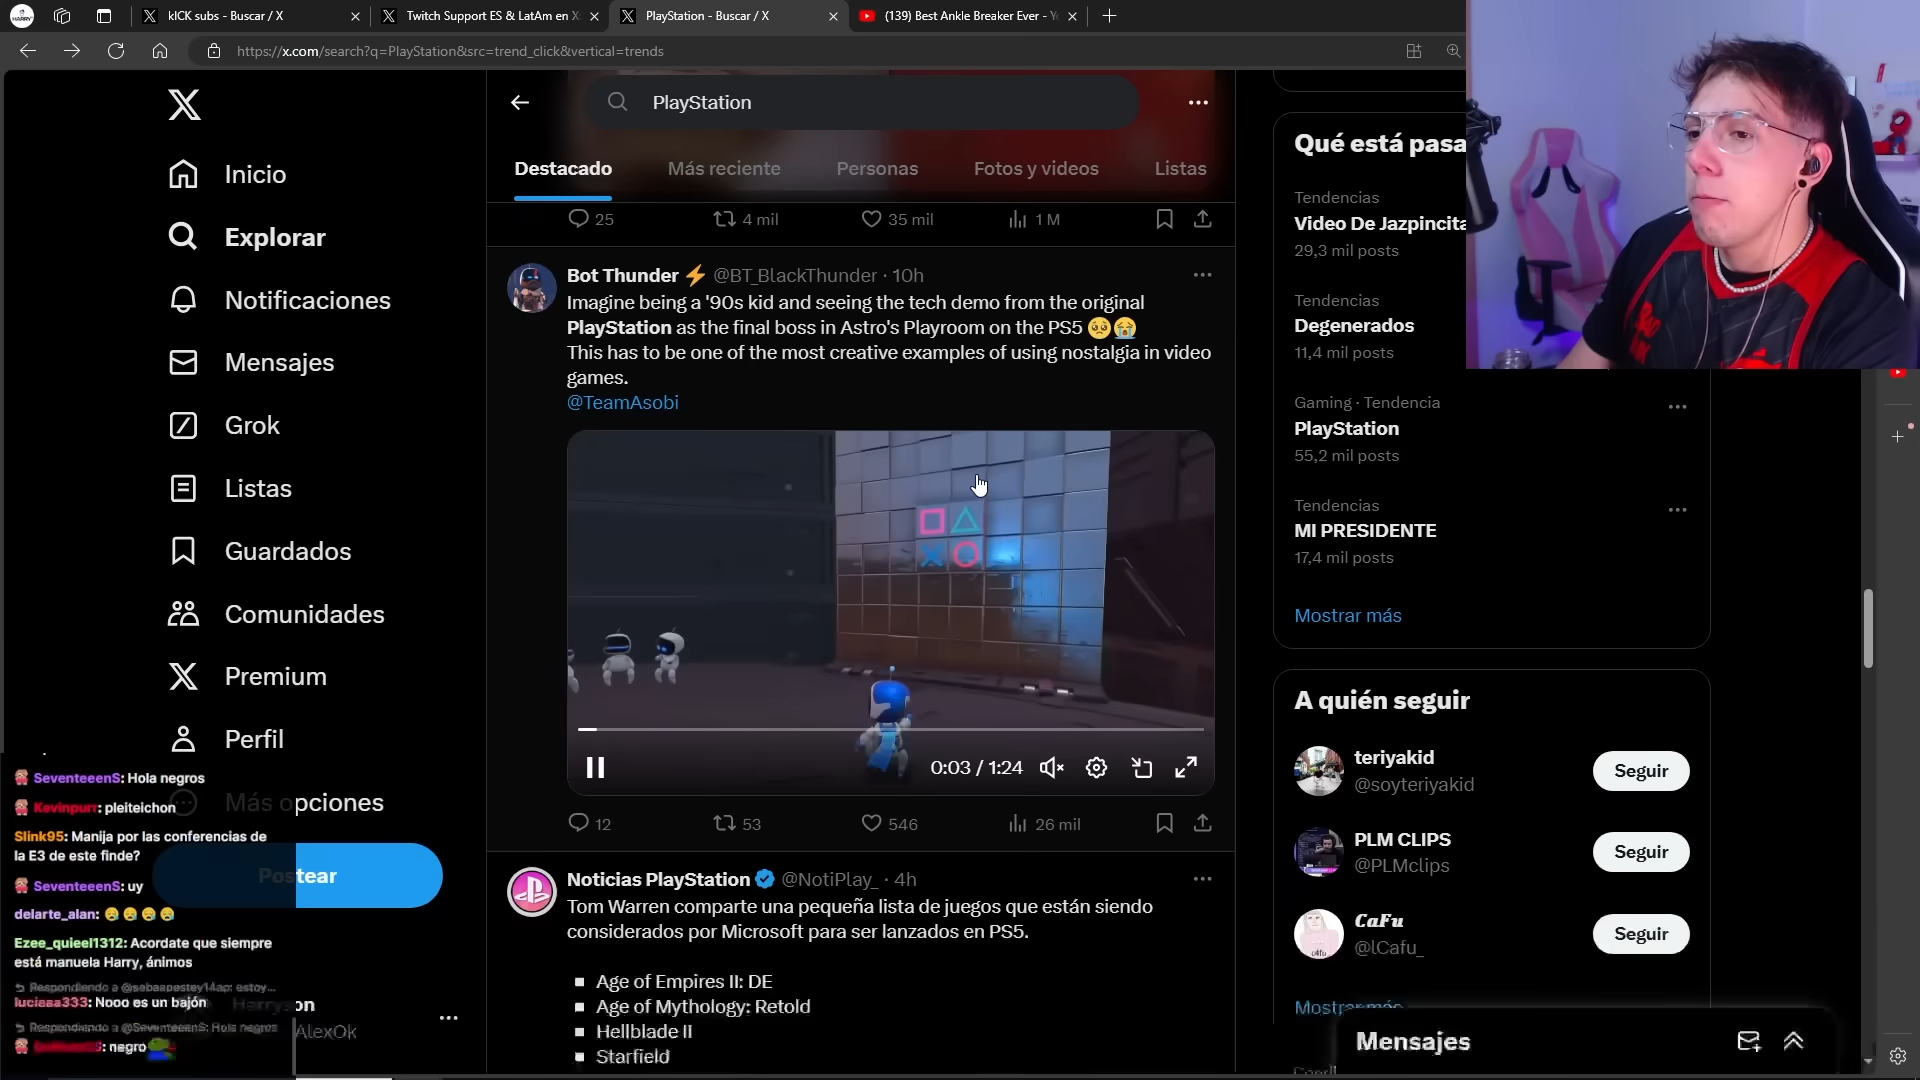 kICK subs - Buscar / X
Twitch Support ES & LatAm en X
PlayStation - Buscar / X
(139) Best Ankle Breaker Ever - Y
https://x.com/search?q=PlayStation&src=trend_click&vertical=trends
Inicio
Explorar
Notificaciones
Mensajes
Grok
Listas
Guardados
Comunidades
Premium
Perfil
Más opciones
Postear
SeventeeenS: Hola negros
Kevinpurr: pleiteichon
Slink95: Manija por las conferencias de
la E3 de este finde?
SeventeeenS: uy
delarte_alan:
Ezee_quieel1312: Acordate que siempre
está manuela Harry, ánimos
luciaaa333: Nooo es un bajón
Respondiendo a @SeventeeenS: Hola negros
negro
AlexOk
PlayStation
Destacado
Más reciente
Personas
Fotos y videos
Listas
25
4 mil
35 mil
1 M
Bot Thunder ⚡ @BT_BlackThunder · 10h
Imagine being a '90s kid and seeing the tech demo from the original
PlayStation as the final boss in Astro's Playroom on the PS5 🥺😭
This has to be one of the most creative examples of using nostalgia in video
games.
@TeamAsobi
0:03 / 1:24
12
53
546
26 mil
Noticias PlayStation @NotiPlay_ · 4h
Tom Warren comparte una pequeña lista de juegos que están siendo
considerados por Microsoft para ser lanzados en PS5.
▪ Age of Empires II: DE
▪ Age of Mythology: Retold
▪ Hellblade II
▪ Starfield
Qué está pasa
Tendencias
Video De Jazpincita
29,3 mil posts
Tendencias
Degenerados
11,4 mil posts
Gaming · Tendencia
PlayStation
55,2 mil posts
Tendencias
MI PRESIDENTE
17,4 mil posts
Mostrar más
A quién seguir
teriyakid
@soyteriyakid
Seguir
PLM CLIPS
@PLMclips
Seguir
CaFu
@lCafu_
Seguir
Mostrar más
Mensajes